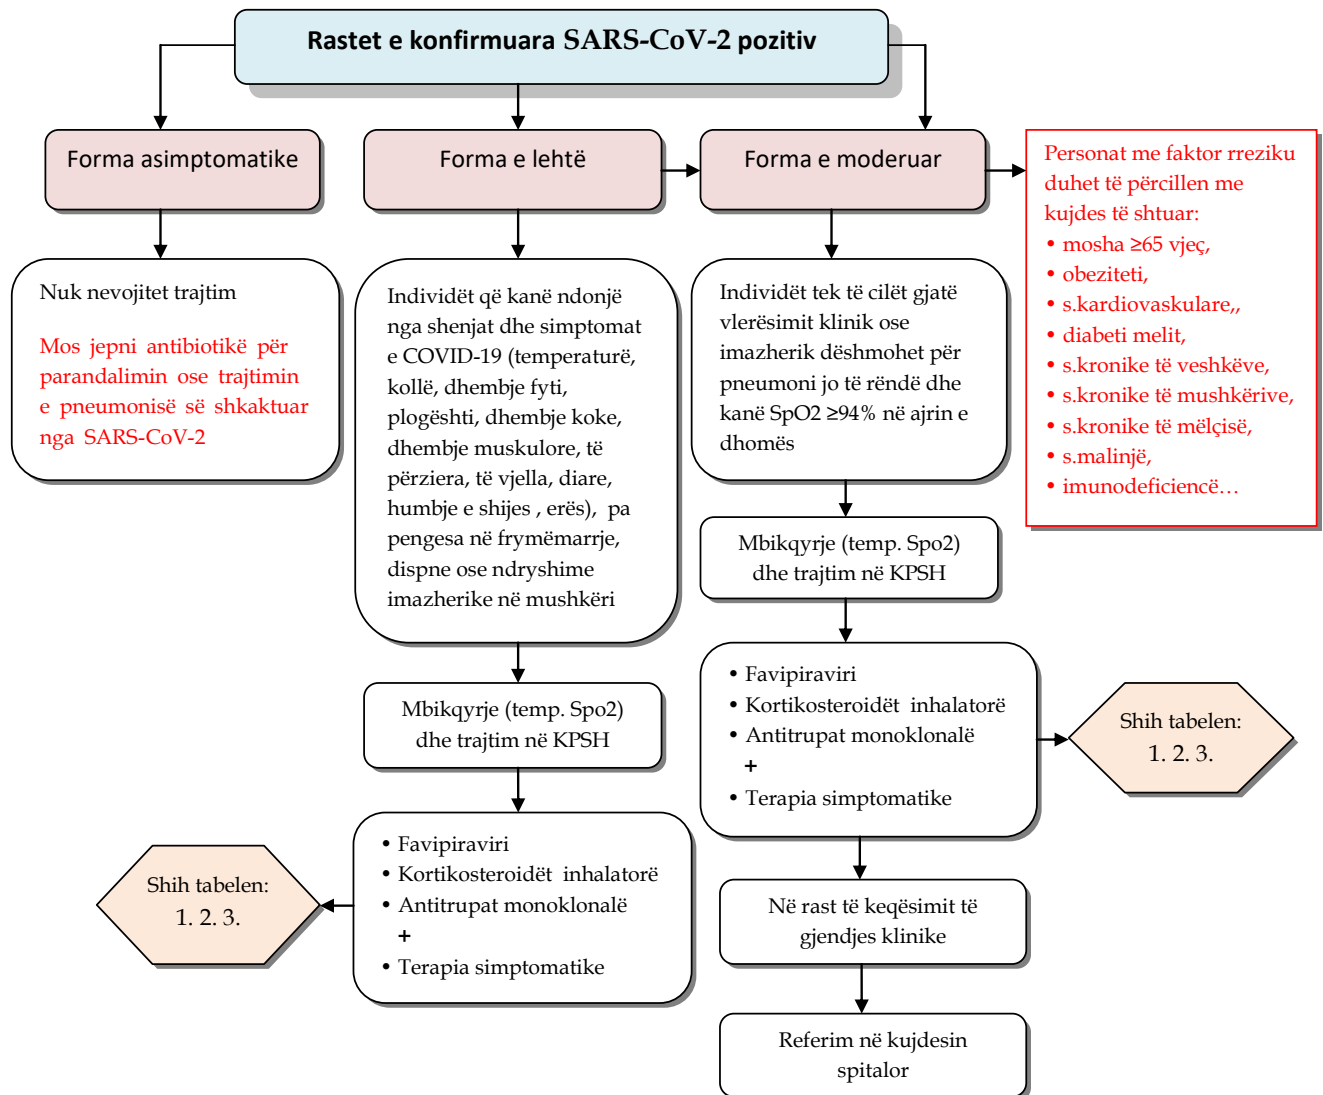 Rastet e konfirmuara SARS-CoV-2 pozitiv
Forma asimptomatike
Nuk nevojitet trajtim
Mos jepni antibiotikë për
parandalimin ose trajtimin
e pneumonisë së shkaktuar
nga SARS-CoV-2
Forma e lehtë
Individët që kanë ndonjë
nga shenjat dhe simptomat
e COVID-19 (temperaturë,
kollë, dhembje fyti,
plogështi, dhembje koke,
dhembje muskulore, të
përziera, të vjella, diare,
humbje e shijes , erës), pa
pengesa në frymëmarrje,
dispne ose ndryshime
imazherike në mushkëri
Mbikqyrje (temp. Spo2)
dhe trajtim në KPSH
• Favipiraviri
• Kortikosteroidët inhalatorë
• Antitrupat monoklonalë
+
• Terapia simptomatike
Shih tabelen:
1. 2. 3.
Forma e moderuar
Individët tek të cilët gjatë
vlerësimit klinik ose
imazherik dëshmohet për
pneumoni jo të rëndë dhe
kanë SpO2 ≥94% në ajrin e
dhomës
Mbikqyrje (temp. Spo2)
dhe trajtim në KPSH
• Favipiraviri
• Kortikosteroidët inhalatorë
• Antitrupat monoklonalë
+
• Terapia simptomatike
Shih tabelen:
1. 2. 3.
Në rast të keqësimit të
gjendjes klinike
Referim në kujdesin
spitalor
Personat me faktor rreziku
duhet të përcillen me
kujdes të shtuar:
• mosha ≥65 vjeç,
• obeziteti,
• s.kardiovaskulare,,
• diabeti melit,
• s.kronike të veshkëve,
• s.kronike të mushkërive,
• s.kronike të mëlçisë,
• s.malinjë,
• imunodeficencë…